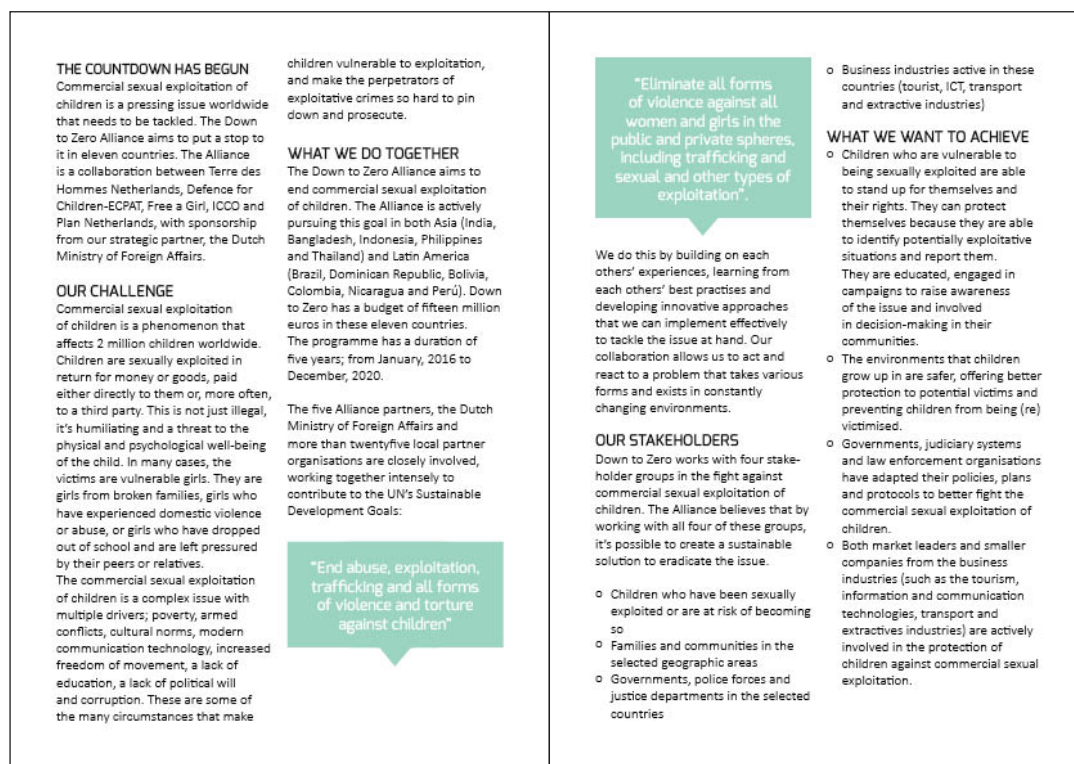 THE COUNTDOWN HAS BEGUN
Commercial sexual exploitation of
children is a pressing issue worldwide
that needs to be tackled. The Down
to Zero Alliance aims to put a stop to
it in eleven countries. The Alliance
is a collaboration between Terre des
Hommes Netherlands, Defence for
Children-ECPAT, Free a Girl, ICCO and
Plan Netherlands, with sponsorship
from our strategic partner, the Dutch
Ministry of Foreign Affairs.
OUR CHALLENGE
Commercial sexual exploitation
of children is a phenomenon that
affects 2 million children worldwide.
Children are sexually exploited in
return for money or goods, paid
either directly to them or, more often,
to a third party. This is not just illegal,
it's humiliating and a threat to the
physical and psychological well-being
of the child. In many cases, the
victims are vulnerable girls. They are
girls from broken families, girls who
have experienced domestic violence
or abuse, or girls who have dropped
out of school and are left pressured
by their peers or relatives.
The commercial sexual exploitation
of children is a complex issue with
multiple drivers; poverty, armed
conflicts, cultural norms, modern
communication technology, increased
freedom of movement, a lack of
education, a lack of political will
and corruption. These are some of
the many circumstances that make
children vulnerable to exploitation,
and make the perpetrators of
exploitative crimes so hard to pin
down and prosecute.
WHAT WE DO TOGETHER
The Down to Zero Alliance aims to
end commercial sexual exploitation
of children. The Alliance is actively
pursuing this goal in both Asia (India,
Bangladesh, Indonesia, Philippines
and Thailand) and Latin America
(Brazil, Dominican Republic, Bolivia,
Colombia, Nicaragua and Perú). Down
to Zero has a budget of fifteen million
euros in these eleven countries.
The programme has a duration of
five years; from January, 2016 to
December, 2020.
The five Alliance partners, the Dutch
Ministry of Foreign Affairs and
more than twentyfive local partner
organisations are closely involved,
working together intensely to
contribute to the UN's Sustainable
Development Goals:
"End abuse, exploitation,
trafficking and all forms
of violence and torture
against children"
"Eliminate all forms
of violence against all
women and girls in the
public and private spheres,
including trafficking and
sexual and other types of
exploitation".
We do this by building on each
others' experiences, learning from
each others' best practises and
developing innovative approaches
that we can implement effectively
to tackle the issue at hand. Our
collaboration allows us to act and
react to a problem that takes various
forms and exists in constantly
changing environments.
OUR STAKEHOLDERS
Down to Zero works with four stake-
holder groups in the fight against
commercial sexual exploitation of
children. The Alliance believes that by
working with all four of these groups,
it's possible to create a sustainable
solution to eradicate the issue.
o Children who have been sexually
exploited or are at risk of becoming
so
o Families and communities in the
selected geographic areas
o Governments, police forces and
justice departments in the selected
countries
o Business industries active in these
countries (tourist, ICT, transport
and extractive industries)
WHAT WE WANT TO ACHIEVE
o Children who are vulnerable to
being sexually exploited are able
to stand up for themselves and
their rights. They can protect
themselves because they are able
to identify potentially exploitative
situations and report them.
They are educated, engaged in
campaigns to raise awareness
of the issue and involved
in decision-making in their
communities.
o The environments that children
grow up in are safer, offering better
protection to potential victims and
preventing children from being (re)
victimised.
o Governments, judiciary systems
and law enforcement organisations
have adapted their policies, plans
and protocols to better fight the
commercial sexual exploitation of
children.
o Both market leaders and smaller
companies from the business
industries (such as the tourism,
information and communication
technologies, transport and
extractives industries) are actively
involved in the protection of
children against commercial sexual
exploitation.